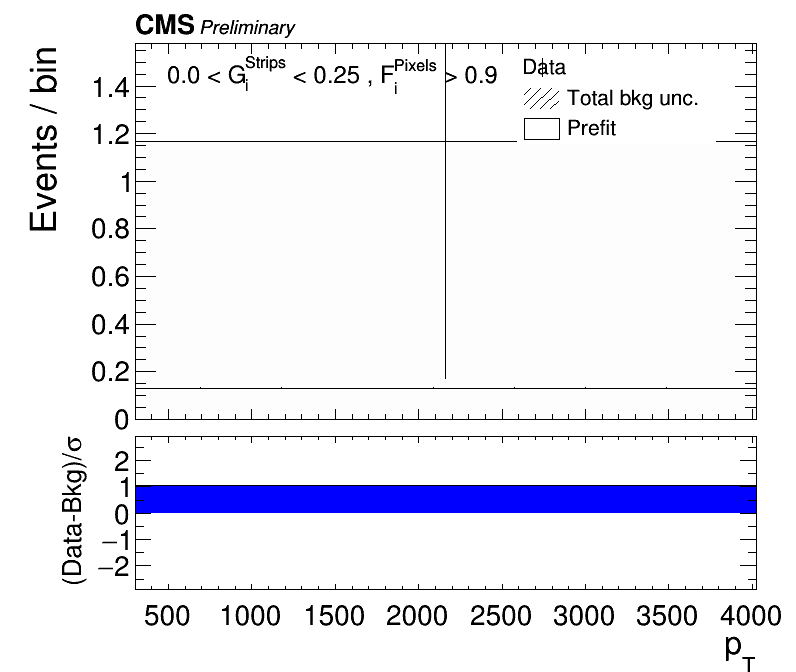 CMS Preliminary
0.0 < G_i^Strips < 0.25 , F_i^Pixels > 0.9
Data
Total bkg unc.
Prefit
Events / bin
1.4
1.2
1
0.8
0.6
0.4
0.2
0
(Data-Bkg)/σ
2
1
0
−1
−2
500 1000 1500 2000 2500 3000 3500 4000
p_T